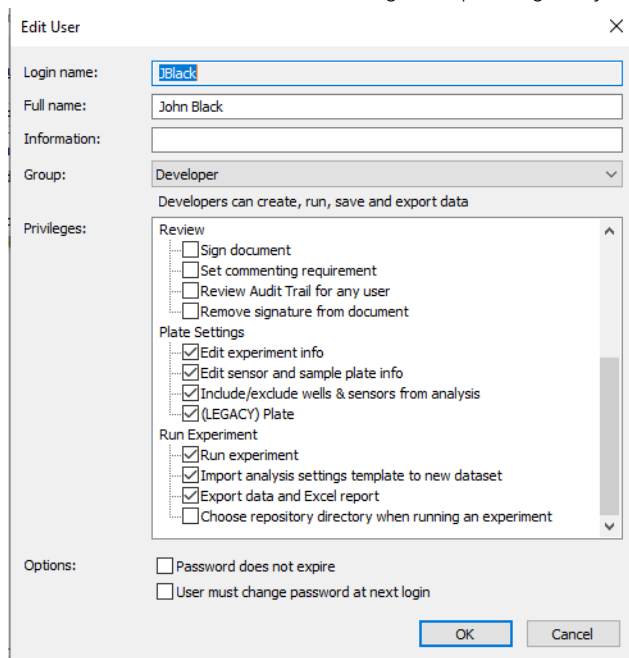 Edit User
Login name: JBlack
Full name: John Black
Information:
Group: Developer
Developers can create, run, save and export data
Privileges:
Review
Sign document
Set commenting requirement
Review Audit Trail for any user
Remove signature from document
Plate Settings
Edit experiment info
Edit sensor and sample plate info
Include/exclude wells & sensors from analysis
(LEGACY) Plate
Run Experiment
Run experiment
Import analysis settings template to new dataset
Export data and Excel report
Choose repository directory when running an experiment
Options:
Password does not expire
User must change password at next login
OK Cancel